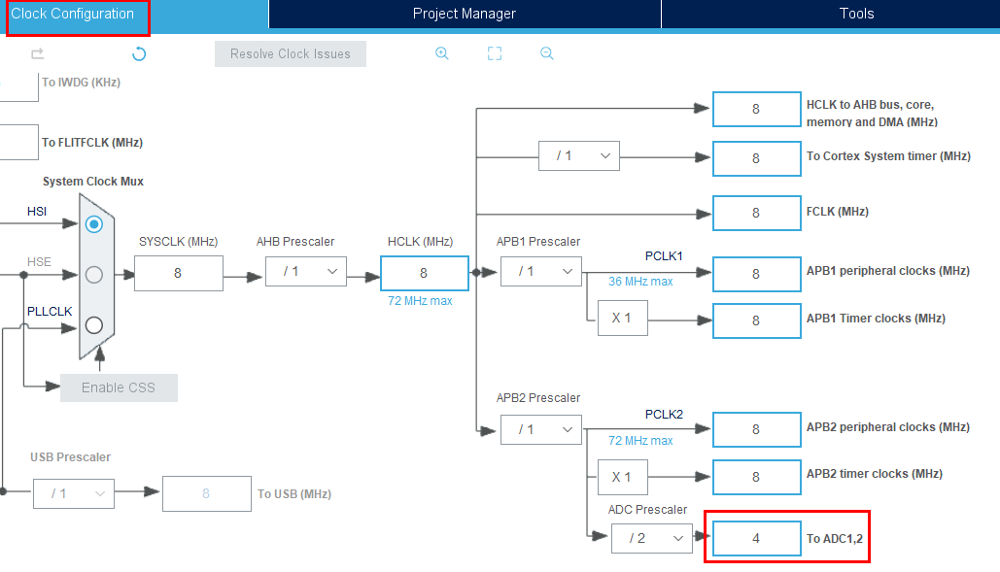 Clock Configuration
Project Manager
Tools
Resolve Clock Issues
To IWDG (KHz)
To FLITFCLK (MHz)
System Clock Mux
HSI
HSE
PLLCLK
Enable CSS
SYSCLK (MHz)
8
AHB Prescaler
/ 1
HCLK (MHz)
8
72 MHz max
8
HCLK to AHB bus, core,
memory and DMA (MHz)
/ 1
8
To Cortex System timer (MHz)
8
FCLK (MHz)
APB1 Prescaler
/ 1
PCLK1
36 MHz max
8
APB1 peripheral clocks (MHz)
X 1
8
APB1 Timer clocks (MHz)
APB2 Prescaler
/ 1
PCLK2
72 MHz max
8
APB2 peripheral clocks (MHz)
X 1
8
APB2 timer clocks (MHz)
USB Prescaler
/ 1
8
To USB (MHz)
ADC Prescaler
/ 2
4
To ADC1,2